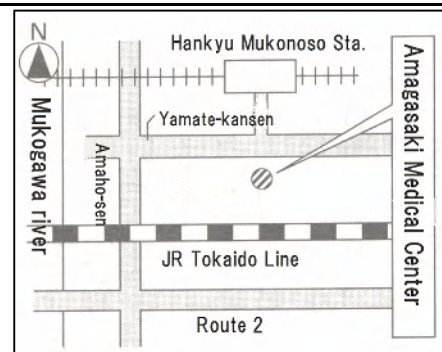 N
Hankyu Mukonoso Sta.
Yamate-kansen
Amaho-sen
Mukogawa river
Amagasaki Medical Center
JR Tokaido Line
Route 2